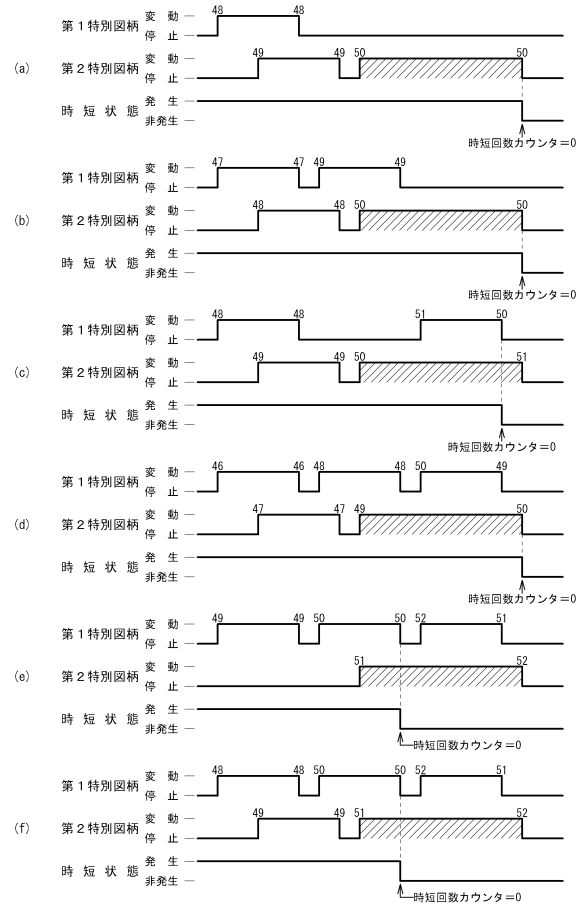 48 48
変 動
第１特別図柄
停 止
49 49 50 50
変 動
(a) 第２特別図柄
停 止
発 生
時 短 状 態
非発生
時短回数カウンタ=0
47 47 49 49
変 動
第１特別図柄
停 止
48 48 50 50
変 動
(b) 第２特別図柄
停 止
発 生
時 短 状 態
非発生
時短回数カウンタ=0
48 48 51 50
変 動
第１特別図柄
停 止
49 49 50 51
変 動
(c) 第２特別図柄
停 止
発 生
時 短 状 態
非発生
時短回数カウンタ=0
46 46 48 48 50 49
変 動
第１特別図柄
停 止
47 47 49 50
変 動
(d) 第２特別図柄
停 止
発 生
時 短 状 態
非発生
時短回数カウンタ=0
49 49 50 50 52 51
変 動
第１特別図柄
停 止
51 52
変 動
(e) 第２特別図柄
停 止
発 生
時 短 状 態
非発生
時短回数カウンタ=0
48 48 50 50 52 51
変 動
第１特別図柄
停 止
49 49 51 52
変 動
(f) 第２特別図柄
停 止
発 生
時 短 状 態
非発生
時短回数カウンタ=0